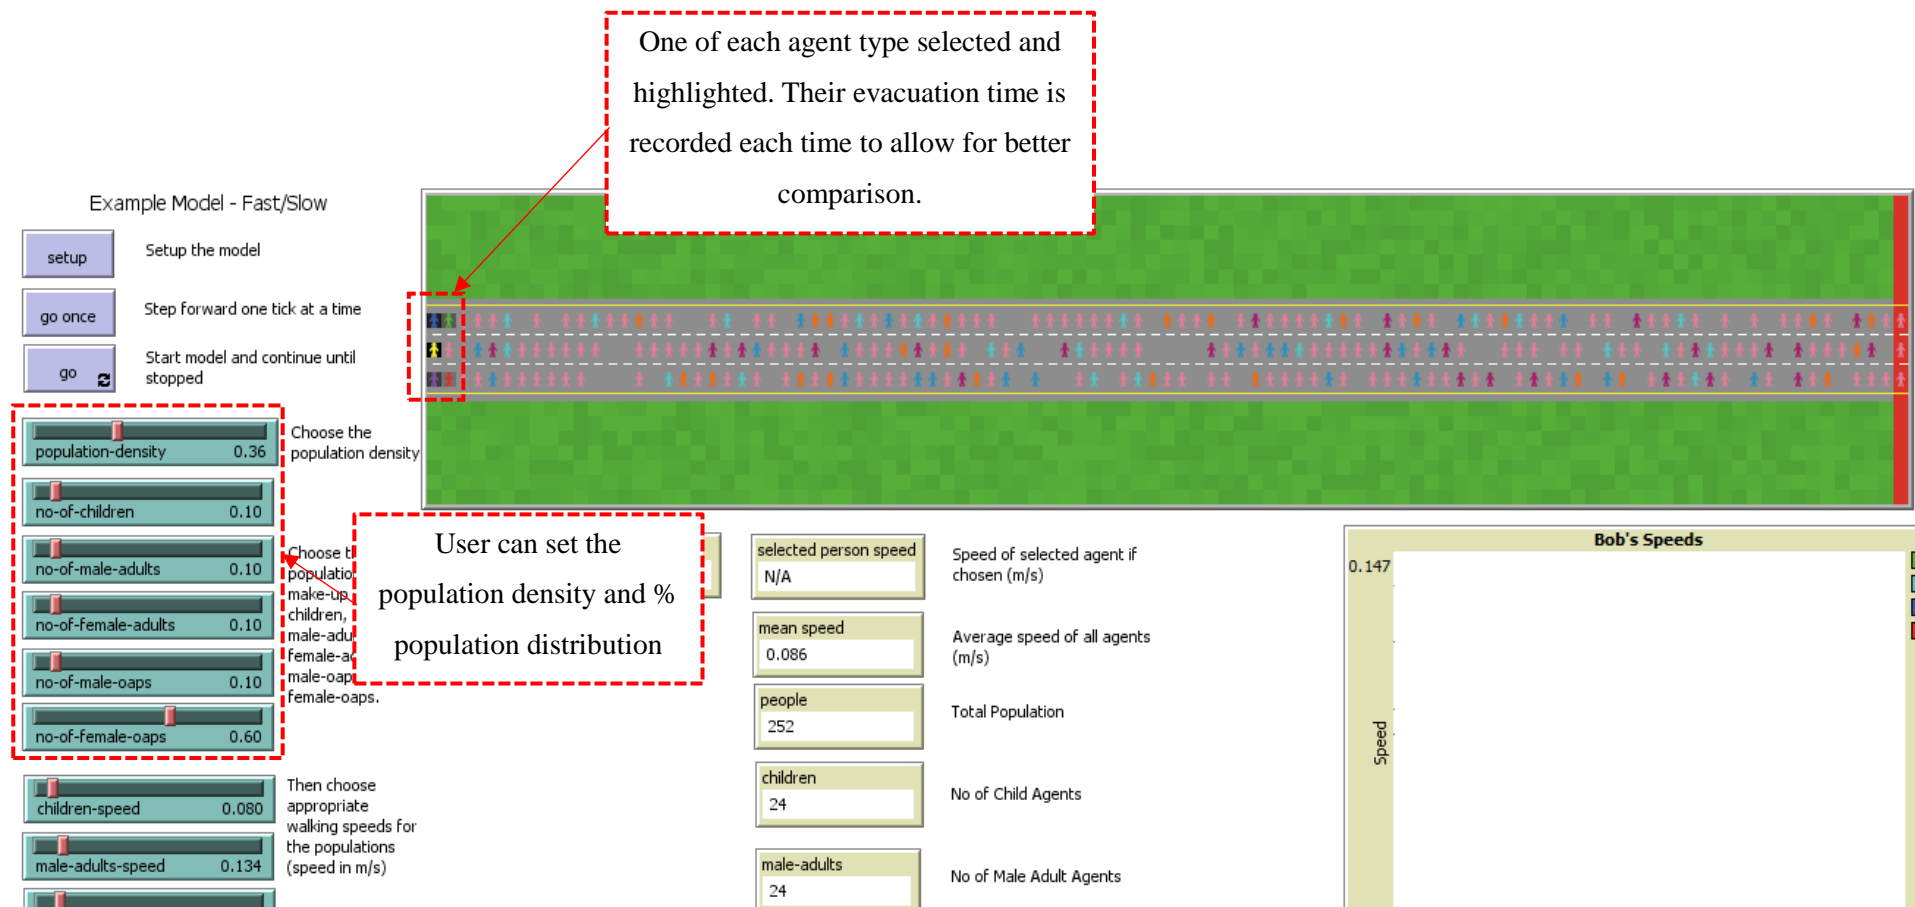 One of each agent type selected and
highlighted. Their evacuation time is
recorded each time to allow for better
comparison.
Example Model - Fast/Slow
setup
Setup the model
go once
Step forward one tick at a time
go
Start model and continue until
stopped
population-density 0.36
Choose the
population density
no-of-children 0.10
no-of-male-adults 0.10
no-of-female-adults 0.10
no-of-male-oaps 0.10
no-of-female-oaps 0.60
Choose
make-up
children,
female-oaps.
User can set the
population density and %
population distribution
children-speed 0.080
male-adults-speed 0.134
Then choose
appropriate
walking speeds for
the populations
(speed in m/s)
selected person speed
N/A
Speed of selected agent if
chosen (m/s)
mean speed
0.086
Average speed of all agents
(m/s)
people
252
Total Population
children
24
No of Child Agents
male-adults
24
No of Male Adult Agents
Bob's Speeds
0.147
Speed